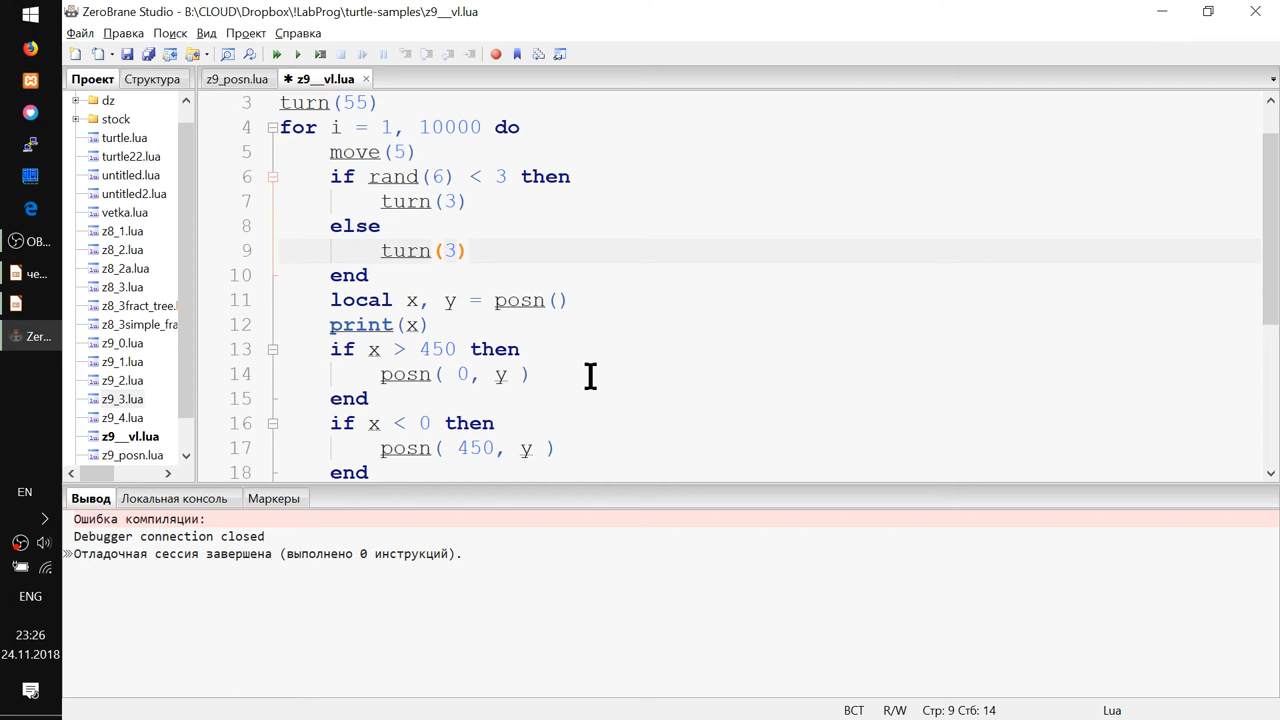 ZeroBrane Studio - B:\CLOUD\Dropbox\!LabProg\turtle-samples\z9__vl.lua
Файл Правка Поиск Вид Проект Справка
Проект Структура
z9_posn.lua
✱ z9__vl.lua
dz
stock
turtle.lua
turtle22.lua
untitled.lua
untitled2.lua
vetka.lua
z8_1.lua
z8_2.lua
z8_2a.lua
z8_3.lua
z8_3fract_tree.l
z8_3simple_fra
z9_0.lua
z9_1.lua
z9_2.lua
z9_3.lua
z9_4.lua
z9__vl.lua
z9_posn.lua
3 turn(55)
4 for i = 1, 10000 do
5 move(5)
6 if rand(6) < 3 then
7 turn(3)
8 else
9 turn(3)
10 end
11 local x, y = posn()
12 print(x)
13 if x > 450 then
14 posn( 0, y )
15 end
16 if x < 0 then
17 posn( 450, y )
18 end
Вывод Локальная консоль Маркеры
Ошибка компиляции:
Debugger connection closed
Отладочная сессия завершена (выполнено 0 инструкций).
ВСТ R/W Стр: 9 Стб: 14 Lua
OB...
че...
Zer...
EN
ENG
23:26
24.11.2018